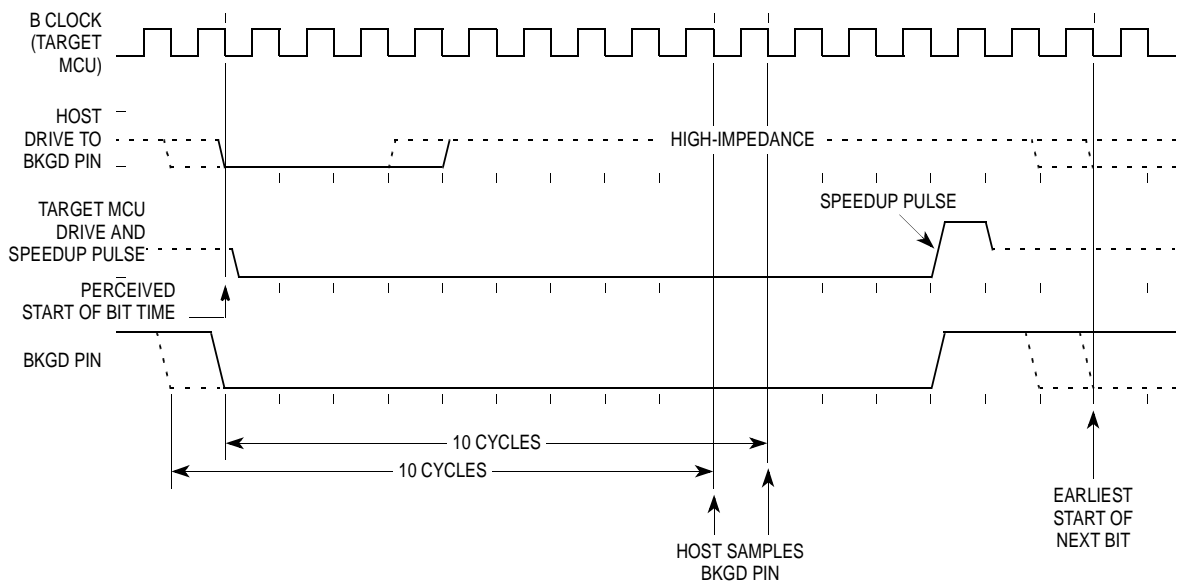 B CLOCK
(TARGET
MCU)
HOST
DRIVE TO
BKGD PIN
HIGH-IMPEDANCE
TARGET MCU
DRIVE AND
SPEEDUP PULSE
SPEEDUP PULSE
PERCEIVED
START OF BIT TIME
BKGD PIN
10 CYCLES
10 CYCLES
HOST SAMPLES
BKGD PIN
EARLIEST
START OF
NEXT BIT